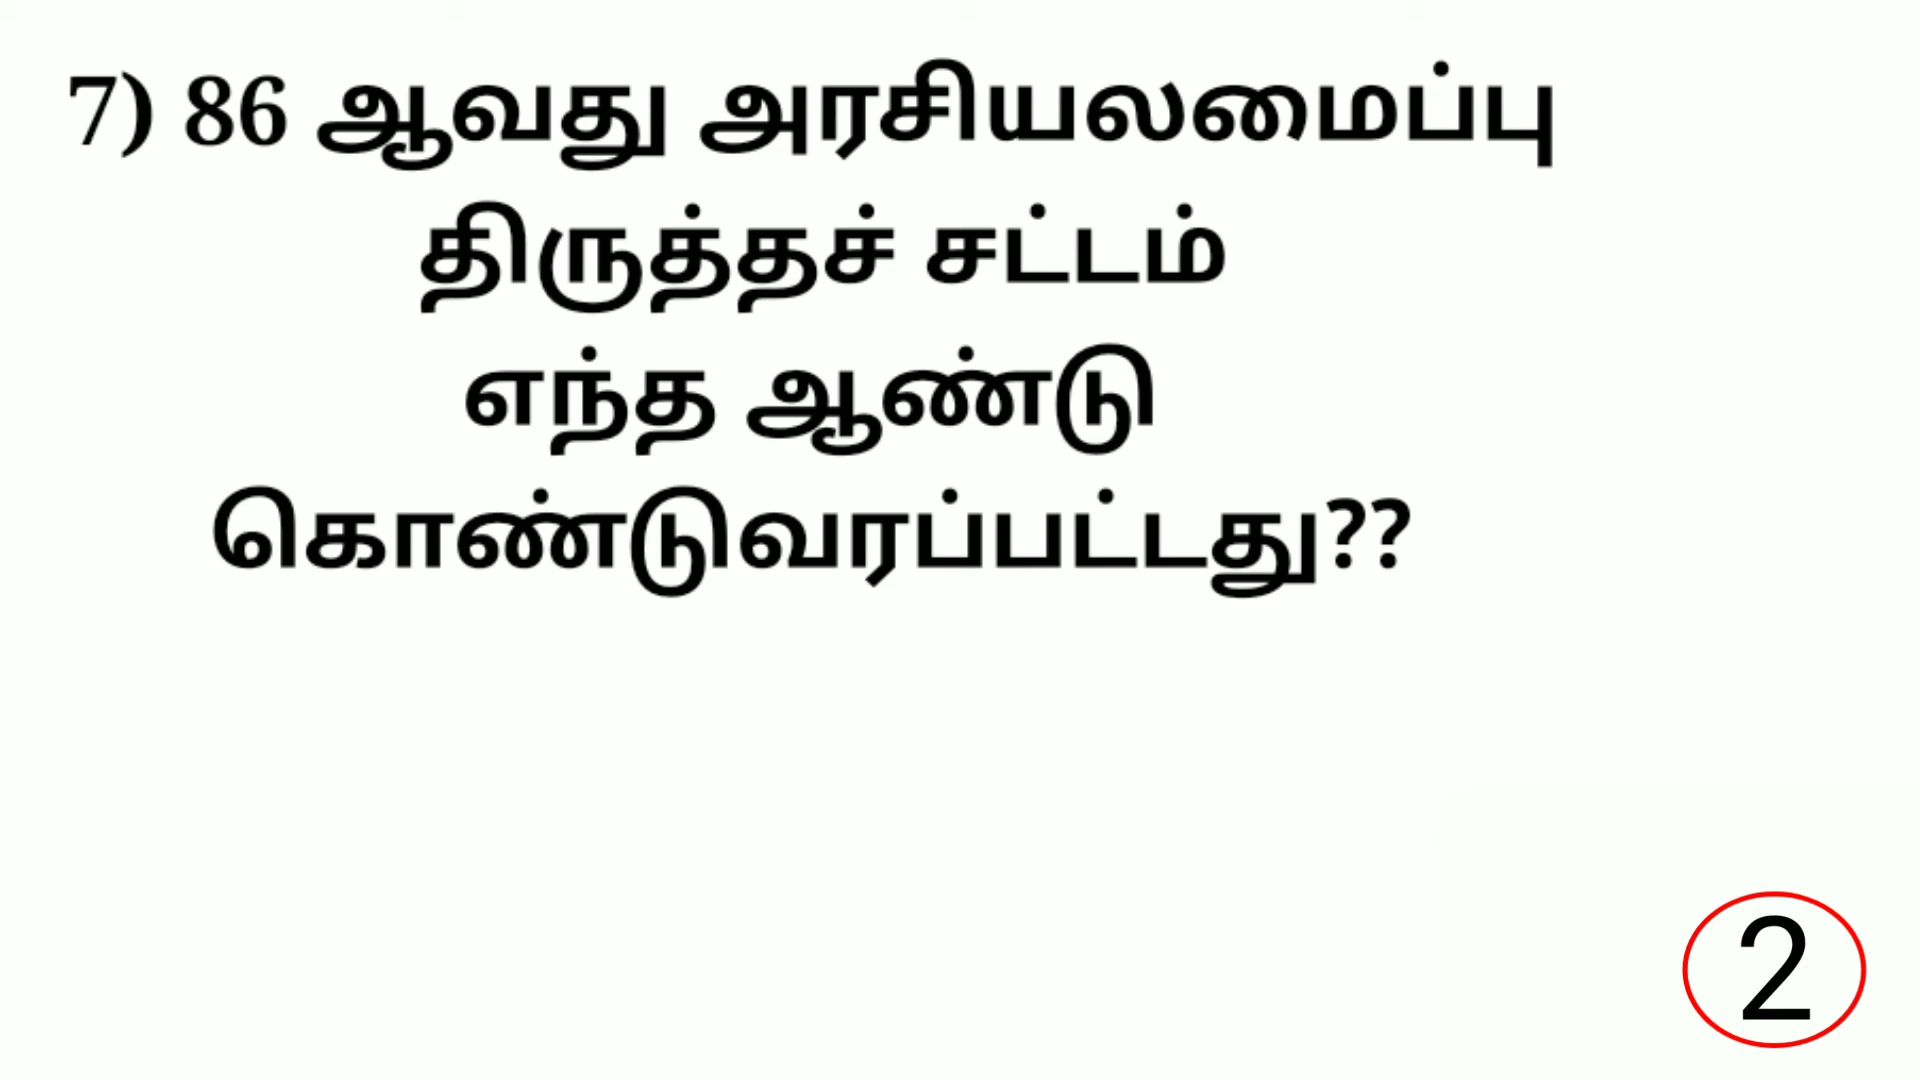 7) 86 ஆவது அரசியலமைப்பு
திருத்தச் சட்டம்
எந்த ஆண்டு
கொண்டுவரப்பட்டது??
2